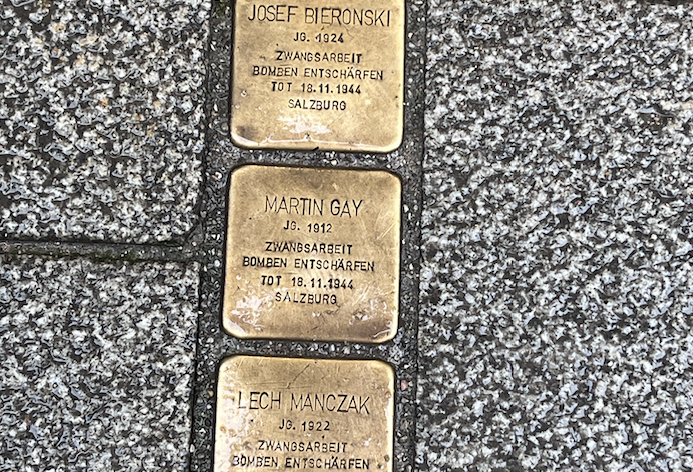 JOSEF BIERONSKI
JG. 1924
ZWANGSARBEIT
BOMBEN ENTSCHÄRFEN
TOT 18.11.1944
SALZBURG
MARTIN GAY
JG. 1912
ZWANGSARBEIT
BOMBEN ENTSCHÄRFEN
TOT 18.11.1944
SALZBURG
LECH MANCZAK
JG. 1922
ZWANGSARBEIT
BOMBEN ENTSCHÄRFEN